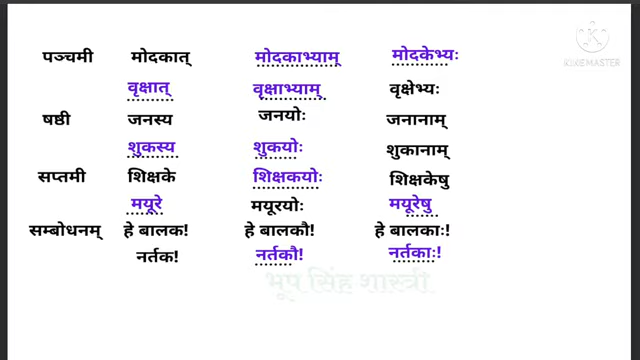 पञ्चमी मोदकात् मोदकाभ्याम् मोदकेभ्यः
वृक्षात् वृक्षाभ्याम् वृक्षेभ्यः
षष्ठी जनस्य जनयोः जनानाम्
शुकस्य शुकयोः शुकानाम्
सप्तमी शिक्षके शिक्षकयोः शिक्षकेषु
मयूरे मयूरयोः मयूरेषु
सम्बोधनम् हे बालक! हे बालकौ! हे बालकाः!
नर्तक! नर्तकौ! नर्तकाः!
भूप सिंह शास्त्री
KINEMASTER